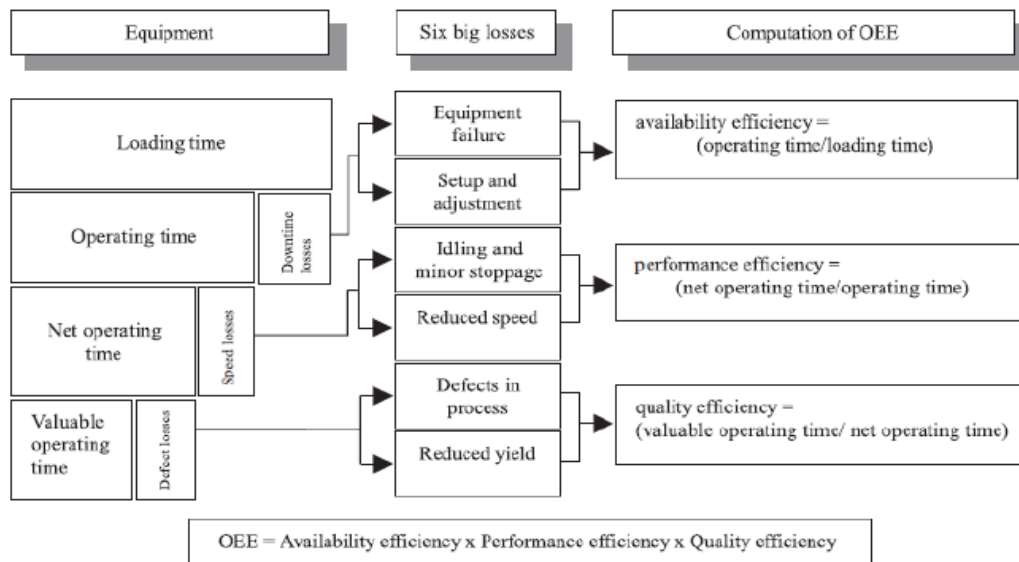 Equipment
Six big losses
Computation of OEE
Loading time
Operating time
Downtime
losses
Net operating
time
Speed losses
Valuable
operating
time
Defect losses
Equipment
failure
Setup and
adjustment
Idling and
minor stoppage
Reduced speed
Defects in
process
Reduced yield
availability efficiency =
(operating time/loading time)
performance efficiency =
(net operating time/operating time)
quality efficiency =
(valuable operating time/ net operating time)
OEE = Availability efficiency x Performance efficiency x Quality efficiency